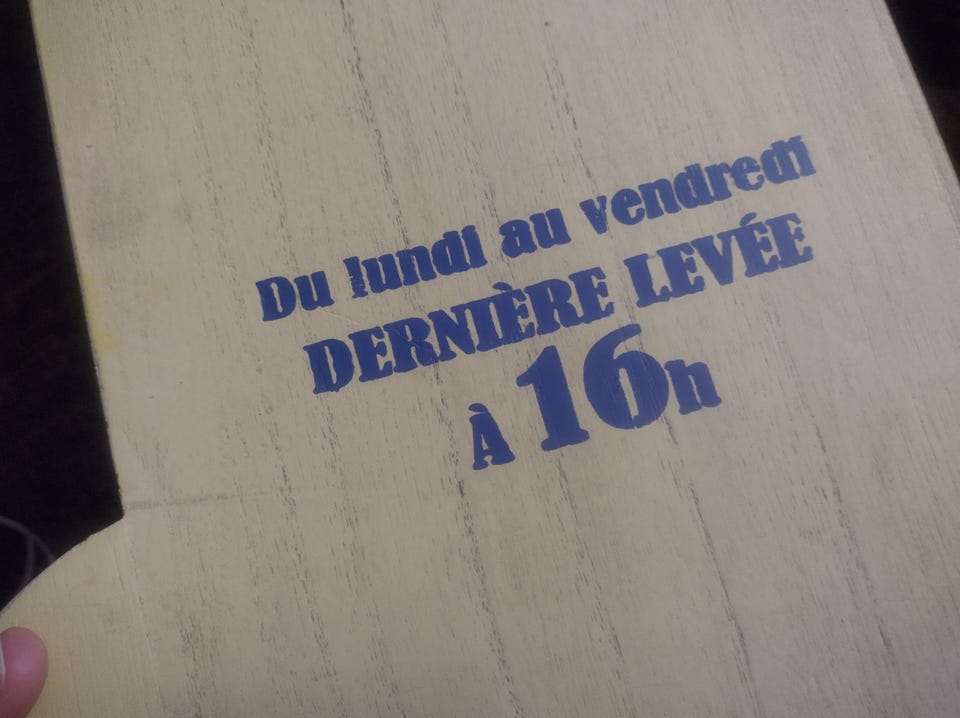 Du lundi au vendredi
DERNIÈRE LEVÉE
À 16h